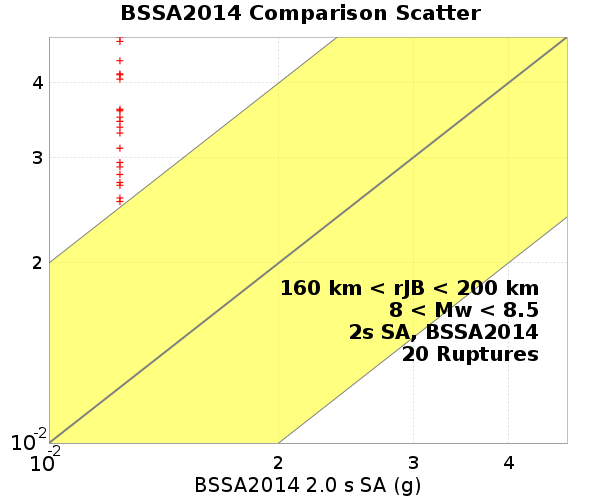 BSSA2014 Comparison Scatter
4
3
2
10-2
10-2
2
3
4
160 km < rJB < 200 km
8 < Mw < 8.5
2s SA, BSSA2014
20 Ruptures
BSSA2014 2.0 s SA (g)